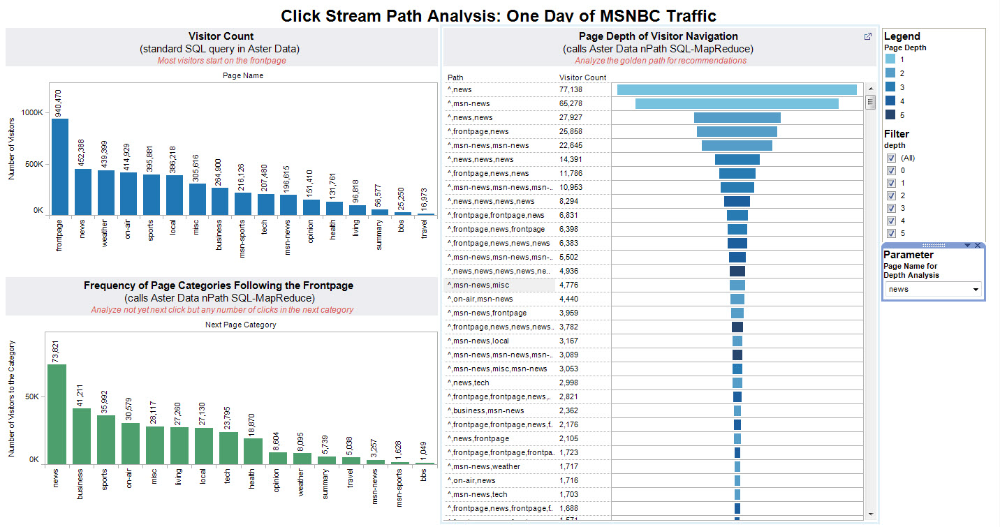 Click Stream Path Analysis: One Day of MSNBC Traffic
Visitor Count
(standard SQL query in Aster Data)
Most visitors start on the frontpage
Page Name
Number of Visitors
1000K
500K
0K
940,470
452,388
439,399
414,929
395,881
386,218
305,616
264,900
216,126
207,480
196,615
151,410
131,761
96,818
56,577
25,250
16,973
frontpage
news
weather
on-air
sports
local
misc
business
msn-sports
tech
msn-news
opinion
health
living
summary
bbs
travel
Frequency of Page Categories Following the Frontpage
(calls Aster Data nPath SQL-MapReduce)
Analyze not yet next click but any number of clicks in the next category
Next Page Category
Number of Visitors to the Category
50K
0K
73,821
41,211
35,992
30,579
28,117
27,260
27,130
23,795
18,870
8,604
8,095
5,739
5,038
3,257
1,628
1,049
news
business
sports
on-air
misc
living
local
tech
health
opinion
weather
summary
travel
msn-news
msn-sports
bbs
Page Depth of Visitor Navigation
(calls Aster Data nPath SQL-MapReduce)
Analyze the golden path for recommendations
Path Visitor Count
^,news 77,138
^,msn-news 65,278
^,news,news 27,927
^,frontpage,news 25,858
^,msn-news,msn-news 22,645
^,news,news,news 14,391
^,frontpage,news,news 11,786
^,msn-news,msn-news,msn-.. 10,953
^,news,news,news,news 8,294
^,frontpage,frontpage,news 6,831
^,frontpage,news,frontpage 6,398
^,frontpage,news,news,news 6,383
^,msn-news,msn-news,msn-.. 5,502
^,news,news,news,news,ne.. 4,936
^,msn-news,misc 4,776
^,on-air,msn-news 4,440
^,msn-news,frontpage 3,959
^,frontpage,news,news,news.. 3,782
^,msn-news,local 3,167
^,msn-news,msn-news,msn-.. 3,089
^,msn-news,misc,msn-news 3,053
^,news,tech 2,998
^,frontpage,frontpage,news,.. 2,821
^,business,msn-news 2,362
^,frontpage,frontpage,news,f.. 2,176
^,news,frontpage 2,105
^,frontpage,frontpage,frontpa.. 1,723
^,msn-news,weather 1,717
^,on-air,news 1,716
^,msn-news,tech 1,703
^,frontpage,news,frontpage,f.. 1,688
Legend
Page Depth
1
2
3
4
5
Filter
depth
(All)
0
1
2
3
4
5
Parameter
Page Name for
Depth Analysis
news